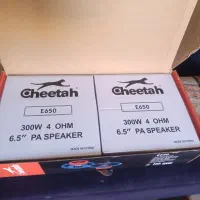 Cheetah
E650
300W 4 OHM
6.5" PA SPEAKER
Cheetah
E650
300W 4 OHM
6.5" PA SPEAKER